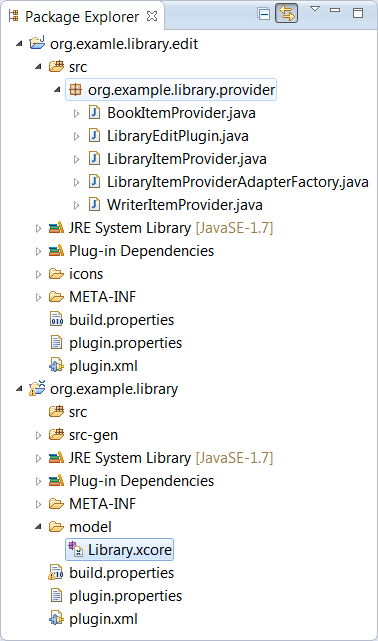 Package Explorer
org.examle.library.edit
src
org.example.library.provider
BookItemProvider.java
LibraryEditPlugin.java
LibraryItemProvider.java
LibraryItemProviderAdapterFactory.java
WriterItemProvider.java
JRE System Library [JavaSE-1.7]
Plug-in Dependencies
icons
META-INF
build.properties
plugin.properties
plugin.xml
org.example.library
src
src-gen
JRE System Library [JavaSE-1.7]
Plug-in Dependencies
META-INF
model
Library.xcore
build.properties
plugin.properties
plugin.xml